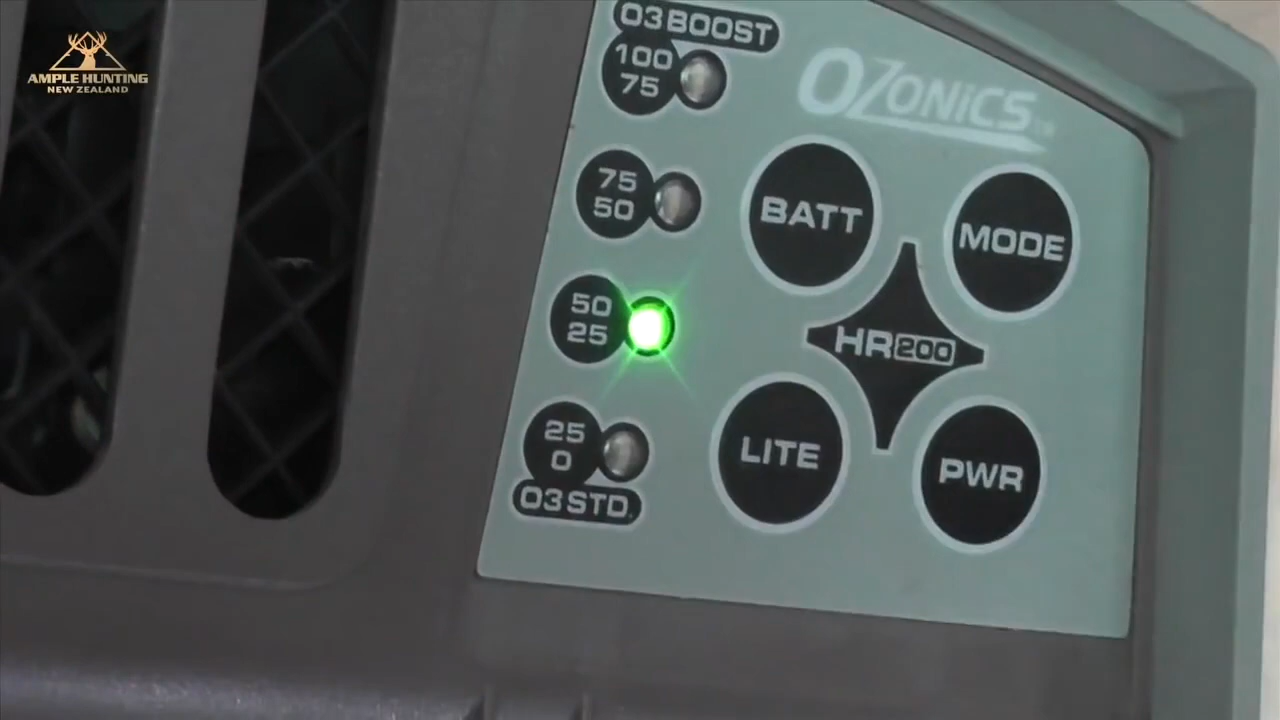 AMPLE HUNTING
NEW ZEALAND
O3 BOOST
100
75
OZONICS
75
50
BATT
MODE
50
25
HR200
25
0
LITE
PWR
O3 STD.